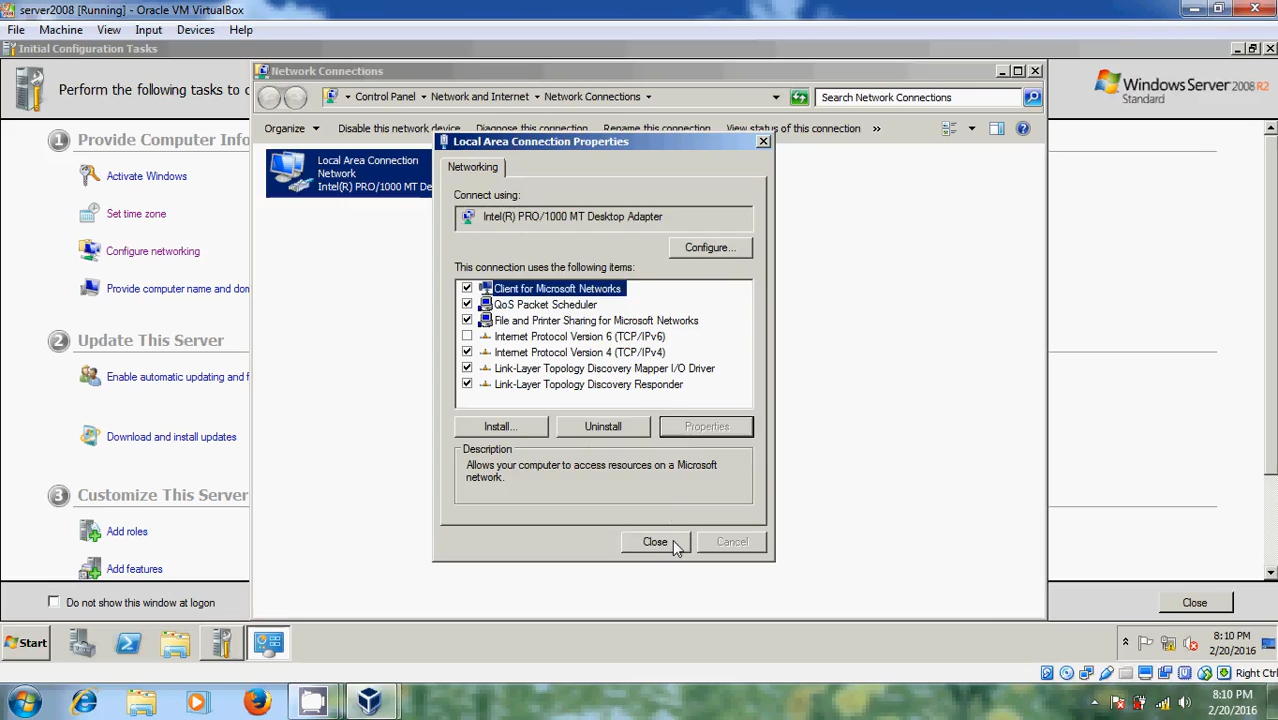 server2008 [Running] - Oracle VM VirtualBox
File Machine View Input Devices Help
Initial Configuration Tasks
Perform the following tasks to c
Windows Server 2008 R2
Standard
1 Provide Computer Info
Activate Windows
Set time zone
Configure networking
Provide computer name and dom
2 Update This Server
Enable automatic updating and f
Download and install updates
3 Customize This Server
Add roles
Add features
Do not show this window at logon
Close
Network Connections
Control Panel Network and Internet Network Connections
Search Network Connections
Organize Disable this network device Diagnose this connection Rename this connection View status of this connection »
Local Area Connection
Network
Intel(R) PRO/1000 MT De
Local Area Connection Properties
Networking
Connect using:
Intel(R) PRO/1000 MT Desktop Adapter
Configure...
This connection uses the following items:
Client for Microsoft Networks
QoS Packet Scheduler
File and Printer Sharing for Microsoft Networks
Internet Protocol Version 6 (TCP/IPv6)
Internet Protocol Version 4 (TCP/IPv4)
Link-Layer Topology Discovery Mapper I/O Driver
Link-Layer Topology Discovery Responder
Install... Uninstall Properties
Description
Allows your computer to access resources on a Microsoft
network.
Close Cancel
Start
8:10 PM
2/20/2016
Right Ctrl
8:10 PM
2/20/2016